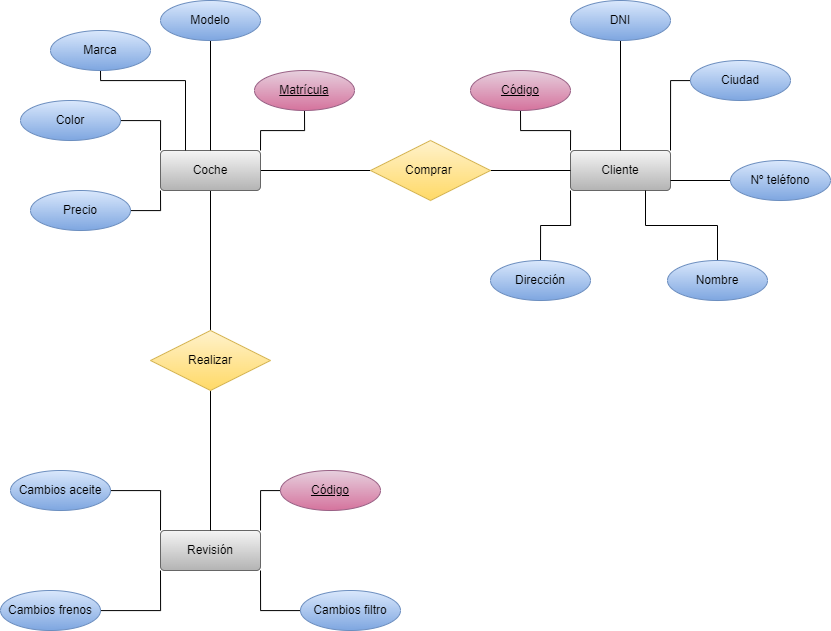 Modelo
DNI
Marca
Ciudad
Matrícula
Código
Color
Coche
Comprar
Cliente
Nº teléfono
Precio
Dirección
Nombre
Realizar
Cambios aceite
Código
Revisión
Cambios frenos
Cambios filtro